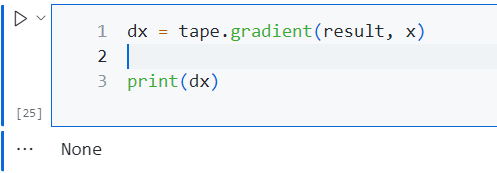 1 dx = tape.gradient(result, x)
2
3 print(dx)
[25]
... None